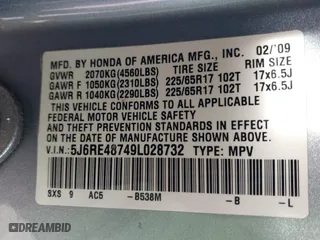 MFD. BY HONDA OF AMERICA MFG., INC. 02/09
GVWR 2070KG(4560LBS) TIRE SIZE RIM SIZE
GAWR F 1050KG(2310LBS) 225/65R17 102T 17x6.5J
GAWR R 1040KG(2290LBS) 225/65R17 102T 17x6.5J
THIS VEHICLE CONFORMS TO ALL APPLICABLE
FEDERAL MOTOR VEHICLE SAFETY AND THEFT
PREVENTION STANDARDS IN EFFECT ON THE
DATE OF MANUFACTURE SHOWN ABOVE.
V.I.N.: 5J6RE48749L028732 TYPE: MPV
SXS 9 AC5 -B538M -B -L